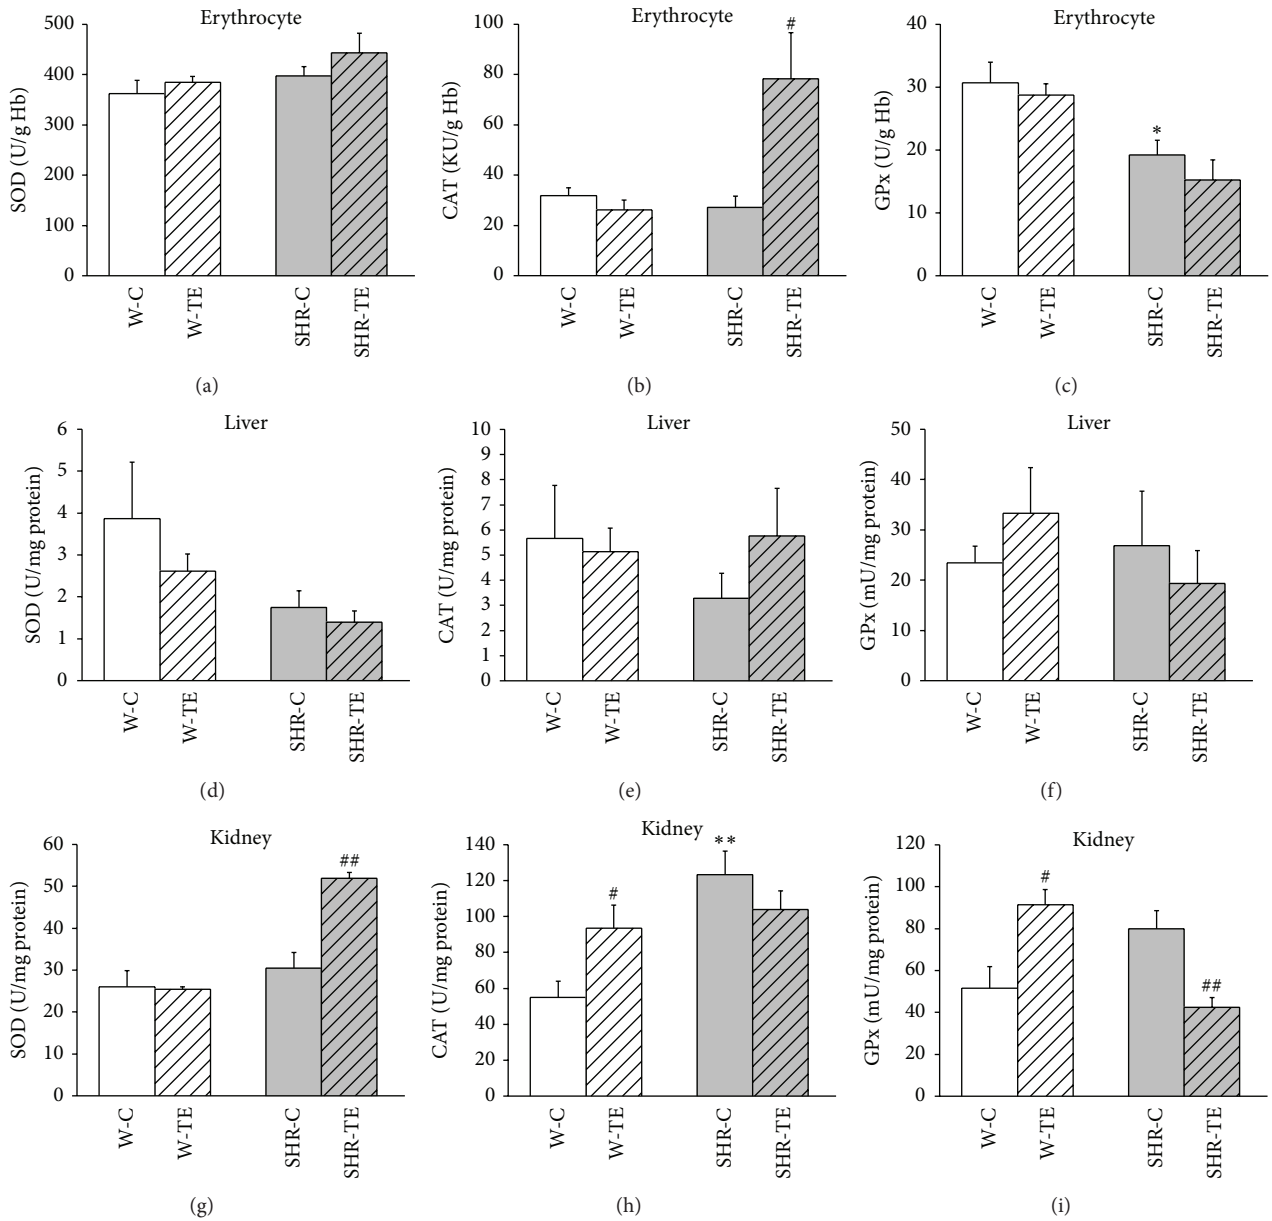 Erythrocyte
500
400
300
200
100
0
SOD (U/g Hb)
W-C
W-TE
SHR-C
SHR-TE
(a)
Erythrocyte
100
80
60
40
20
0
CAT (KU/g Hb)
#
W-C
W-TE
SHR-C
SHR-TE
(b)
Erythrocyte
40
30
20
10
0
GPx (U/g Hb)
*
W-C
W-TE
SHR-C
SHR-TE
(c)
Liver
6
5
4
3
2
1
0
SOD (U/mg protein)
W-C
W-TE
SHR-C
SHR-TE
(d)
Liver
10
9
8
7
6
5
4
3
2
1
0
CAT (U/mg protein)
W-C
W-TE
SHR-C
SHR-TE
(e)
Liver
50
40
30
20
10
0
GPx (mU/mg protein)
W-C
W-TE
SHR-C
SHR-TE
(f)
Kidney
60
50
40
30
20
10
0
SOD (U/mg protein)
##
W-C
W-TE
SHR-C
SHR-TE
(g)
Kidney
140
120
100
80
60
40
20
0
CAT (U/mg protein)
#
**
W-C
W-TE
SHR-C
SHR-TE
(h)
Kidney
120
100
80
60
40
20
0
GPx (mU/mg protein)
#
##
W-C
W-TE
SHR-C
SHR-TE
(i)